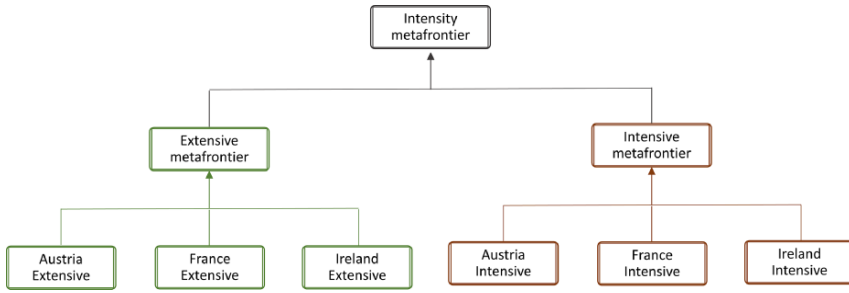 Intensity
metafrontier
Extensive
metafrontier
Intensive
metafrontier
Austria
Extensive
France
Extensive
Ireland
Extensive
Austria
Intensive
France
Intensive
Ireland
Intensive